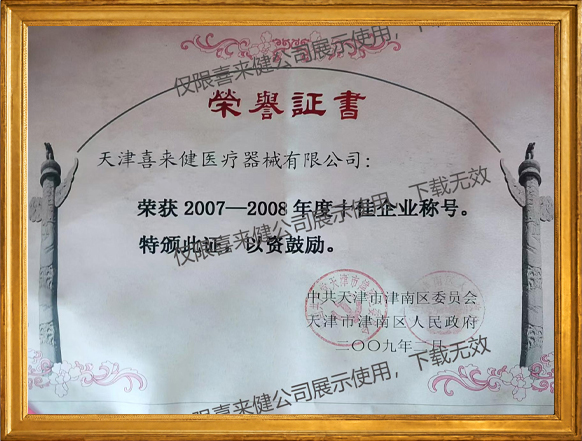 仅限喜来健公司展示使用，下载无效
榮譽証書
天津喜来健医疗器械有限公司：
荣获 2007—2008 年度十佳企业称号。
仅限喜来健公司展示使用，下载无效
特颁此证，以资鼓励。
中共天津市津南区委员会
天津市津南区人民政府
二〇〇九年二月
仅限喜来健公司展示使用，下载无效